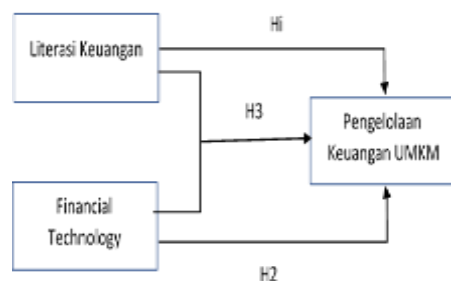 Literasi Keuangan
Hi
H3
Pengelolaan
Keuangan UMKM
Financial
Technology
H2